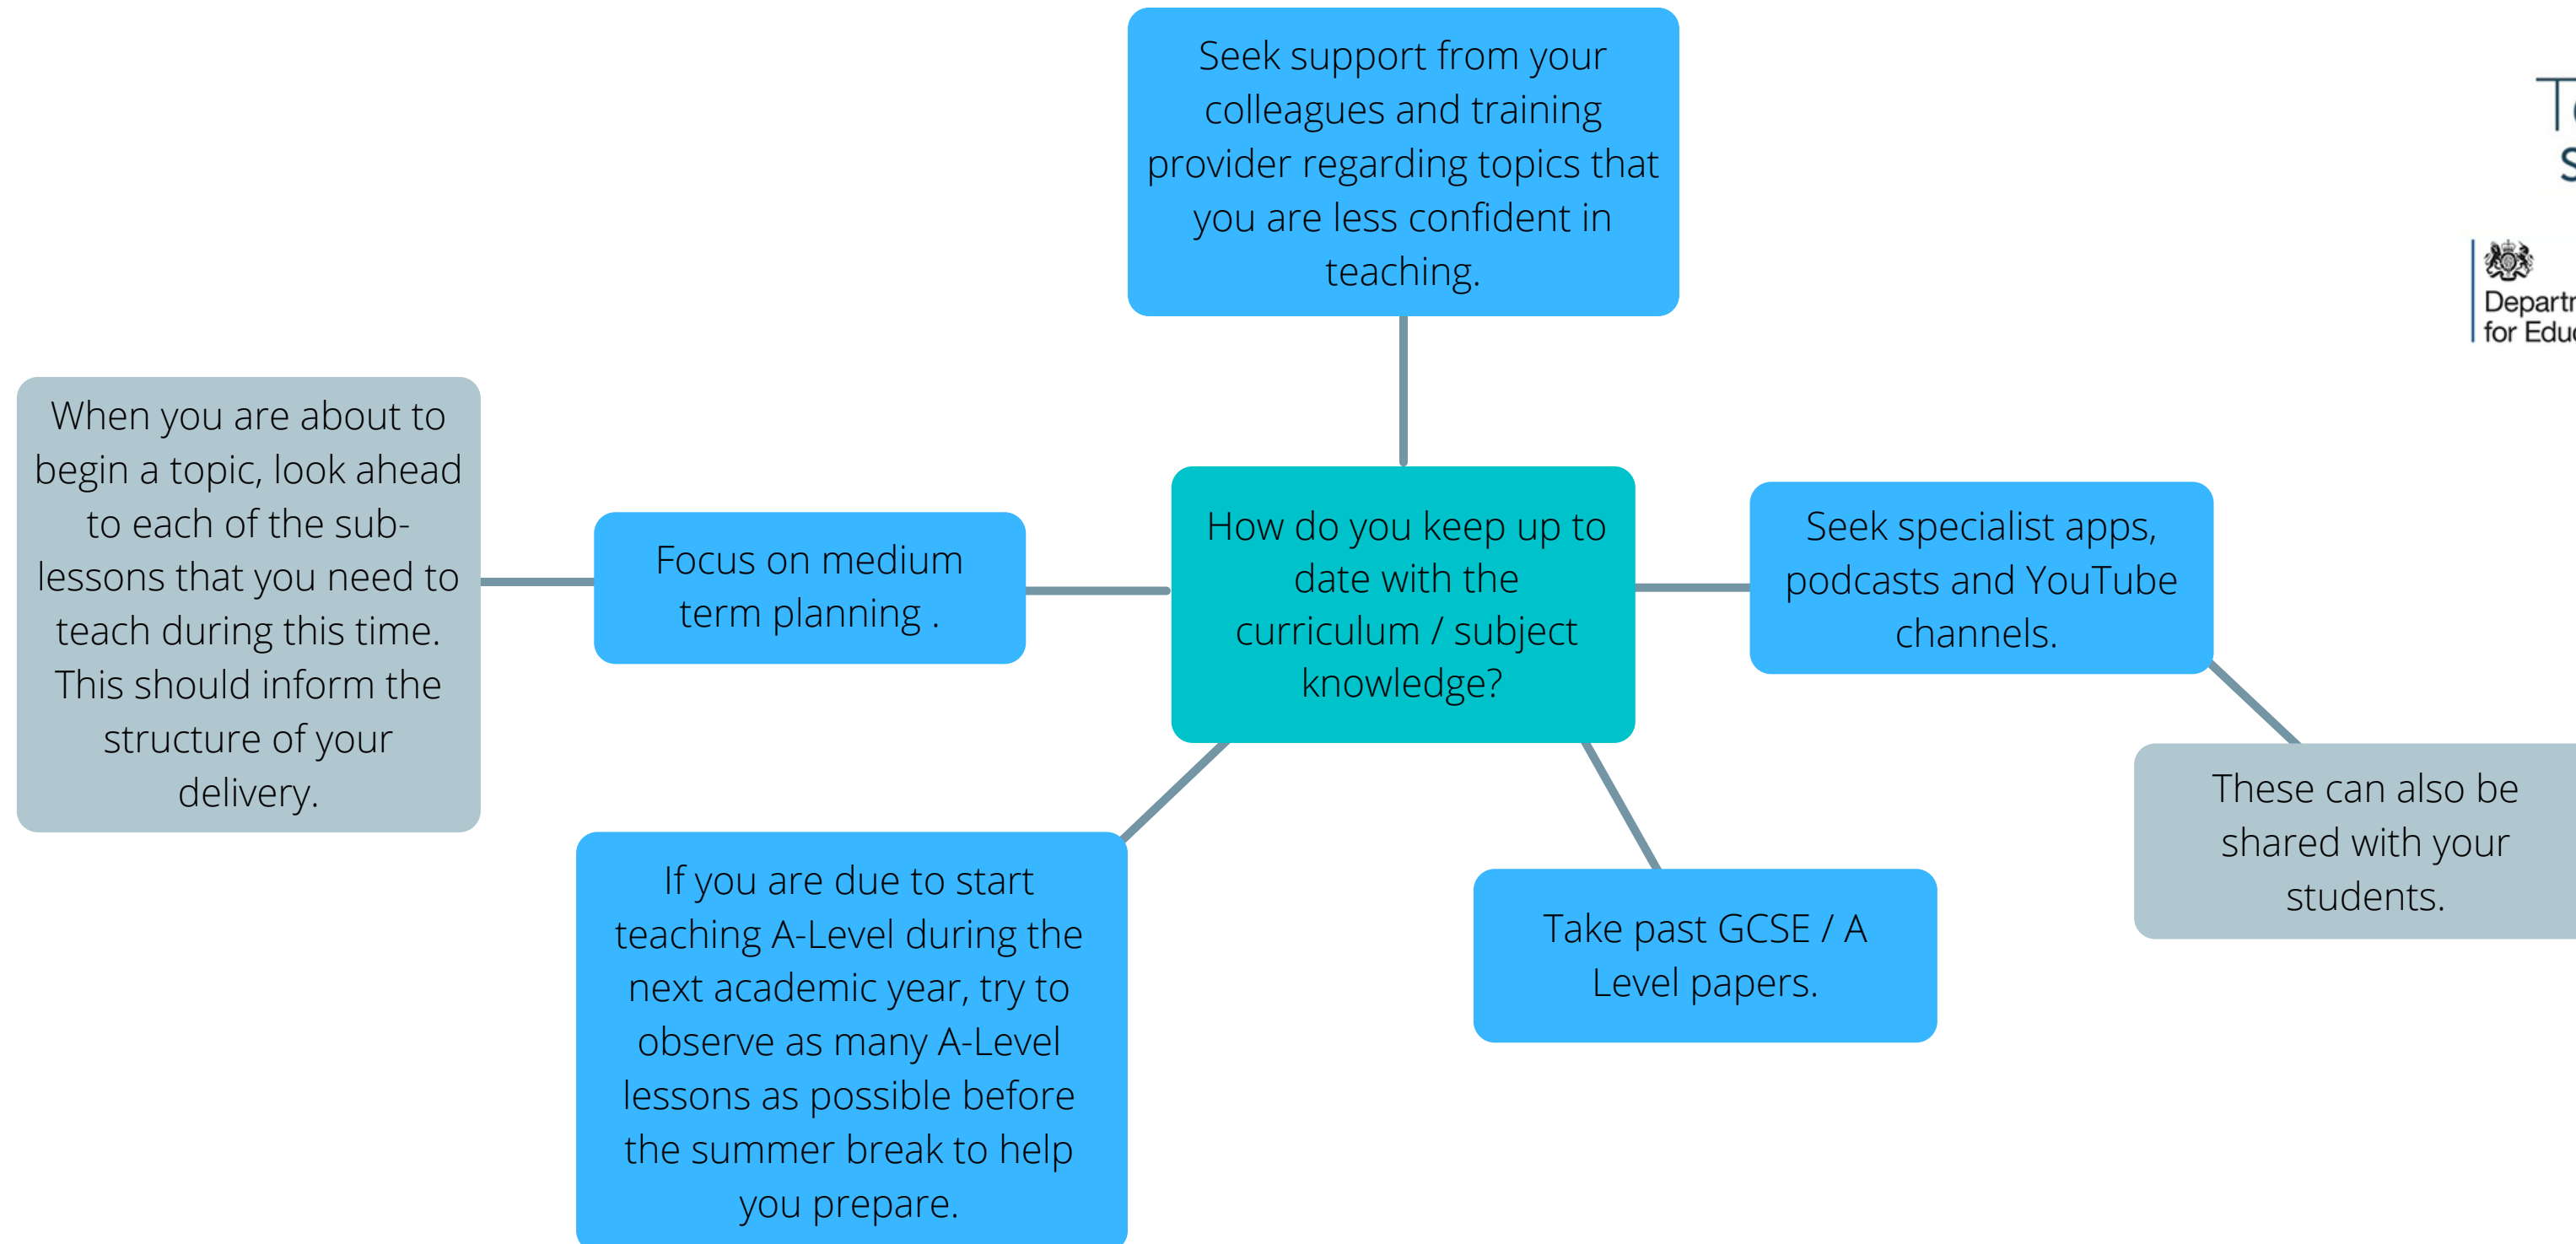 Seek support from your
colleagues and training
provider regarding topics that
you are less confident in
teaching.
When you are about to
begin a topic, look ahead
to each of the sub-
lessons that you need to
teach during this time.
This should inform the
structure of your
delivery.
Focus on medium
term planning .
How do you keep up to
date with the
curriculum / subject
knowledge?
Seek specialist apps,
podcasts and YouTube
channels.
These can also be
shared with your
students.
If you are due to start
teaching A-Level during the
next academic year, try to
observe as many A-Level
lessons as possible before
the summer break to help
you prepare.
Take past GCSE / A
Level papers.
for